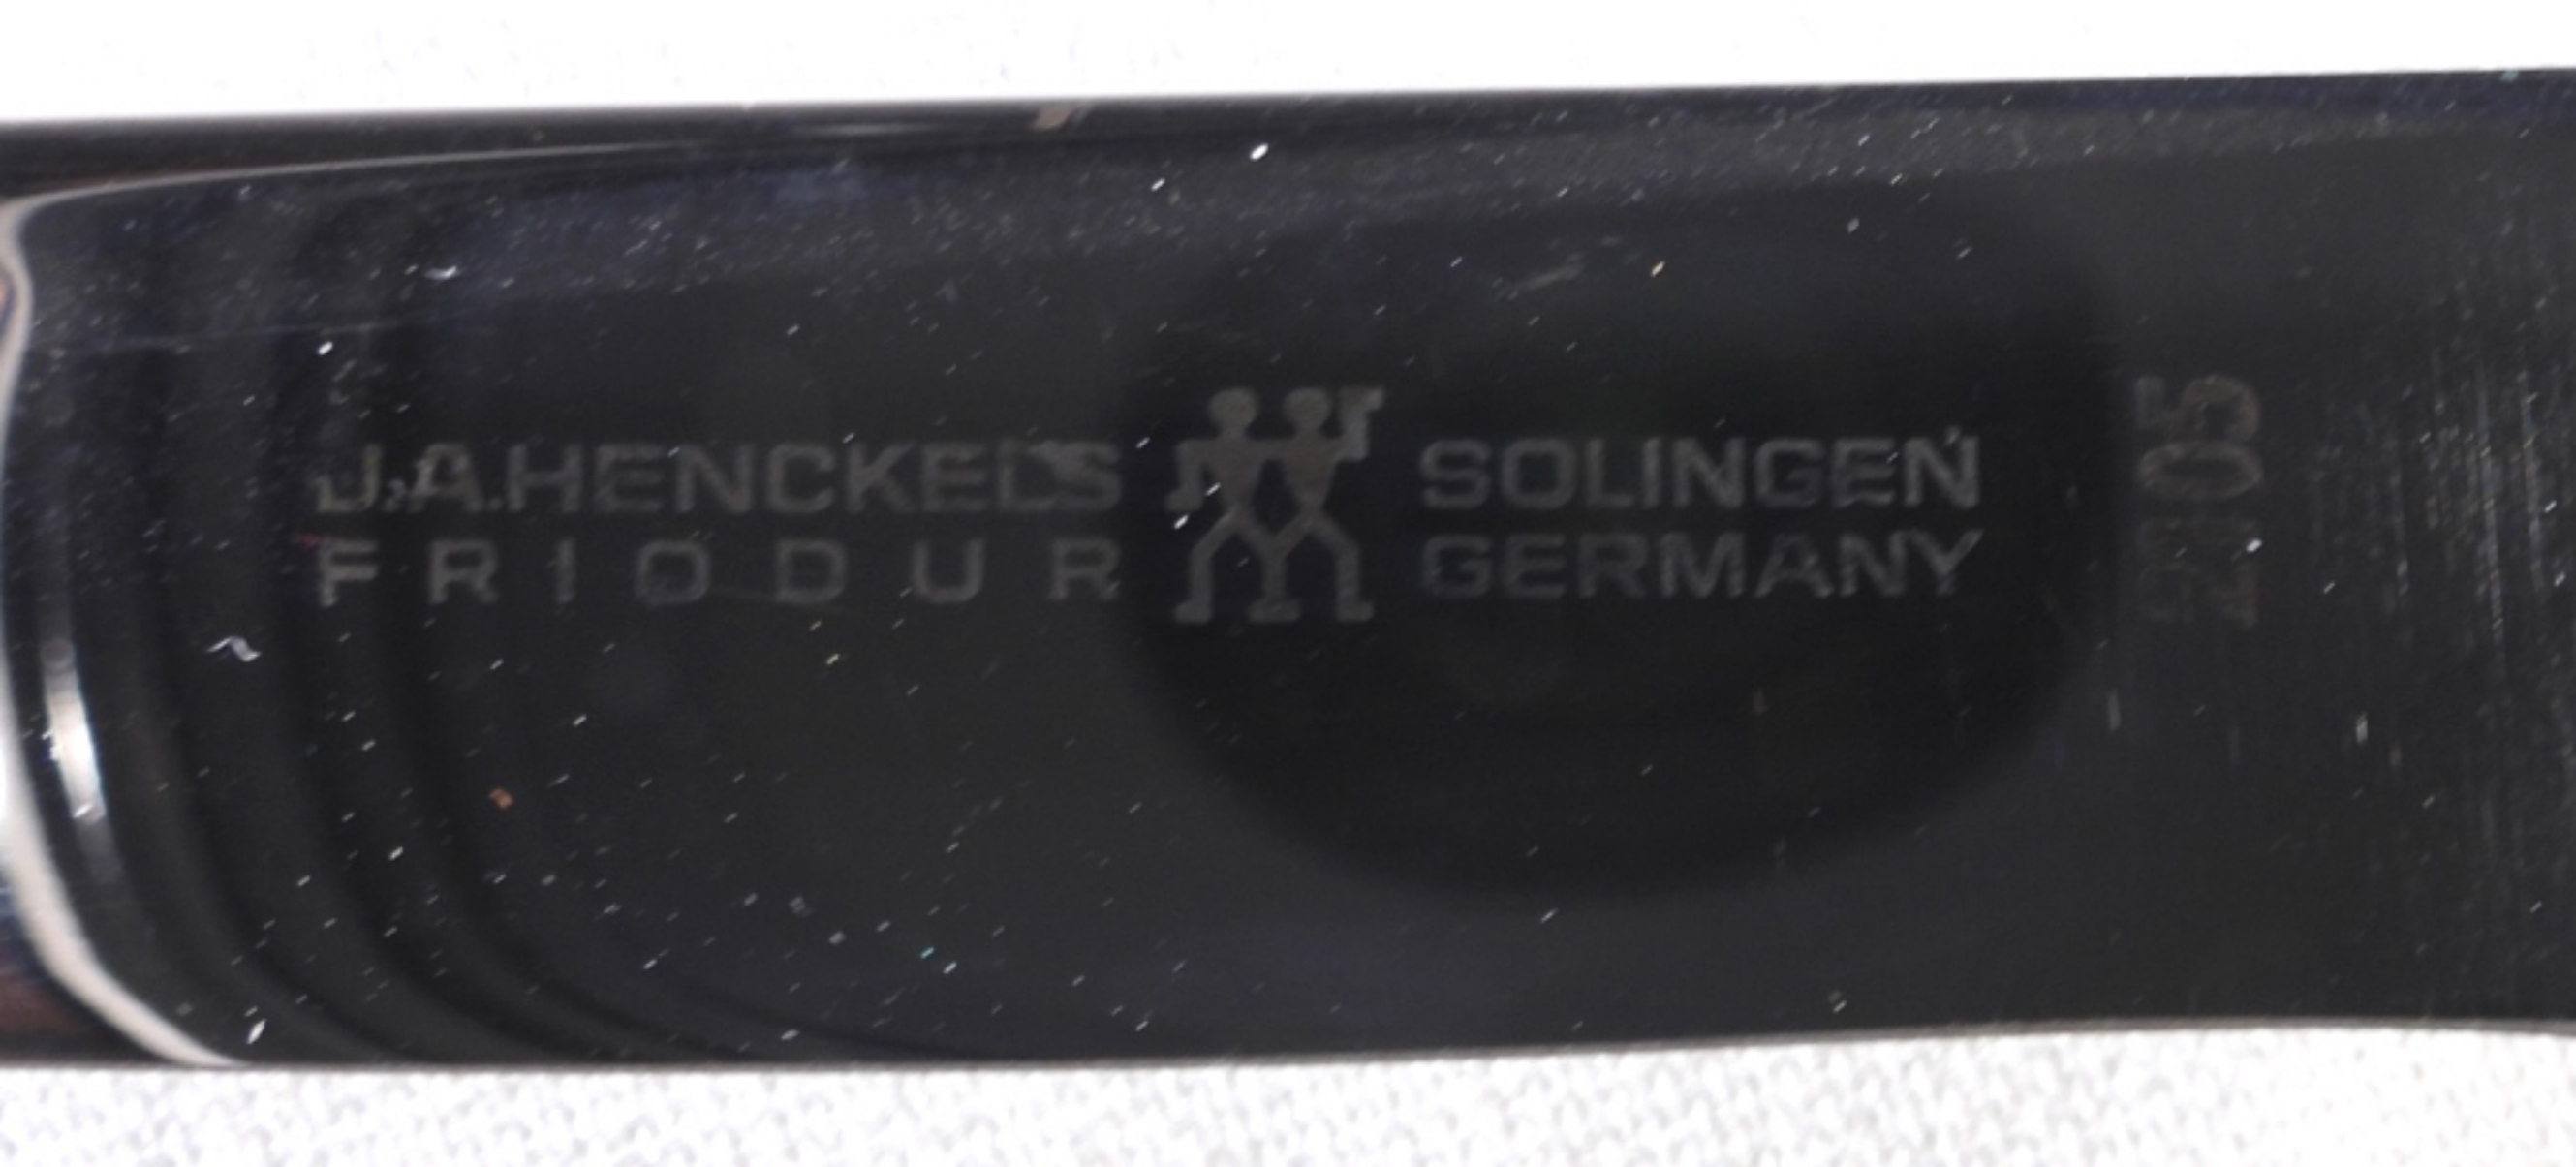 J.A.HENCKELS
FRIODUR
SOLINGEN
GERMANY